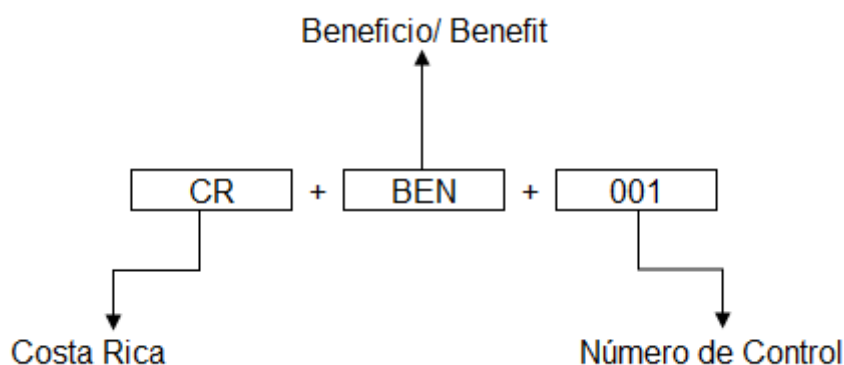 Beneficio/ Benefit
CR + BEN + 001
Costa Rica
Número de Control